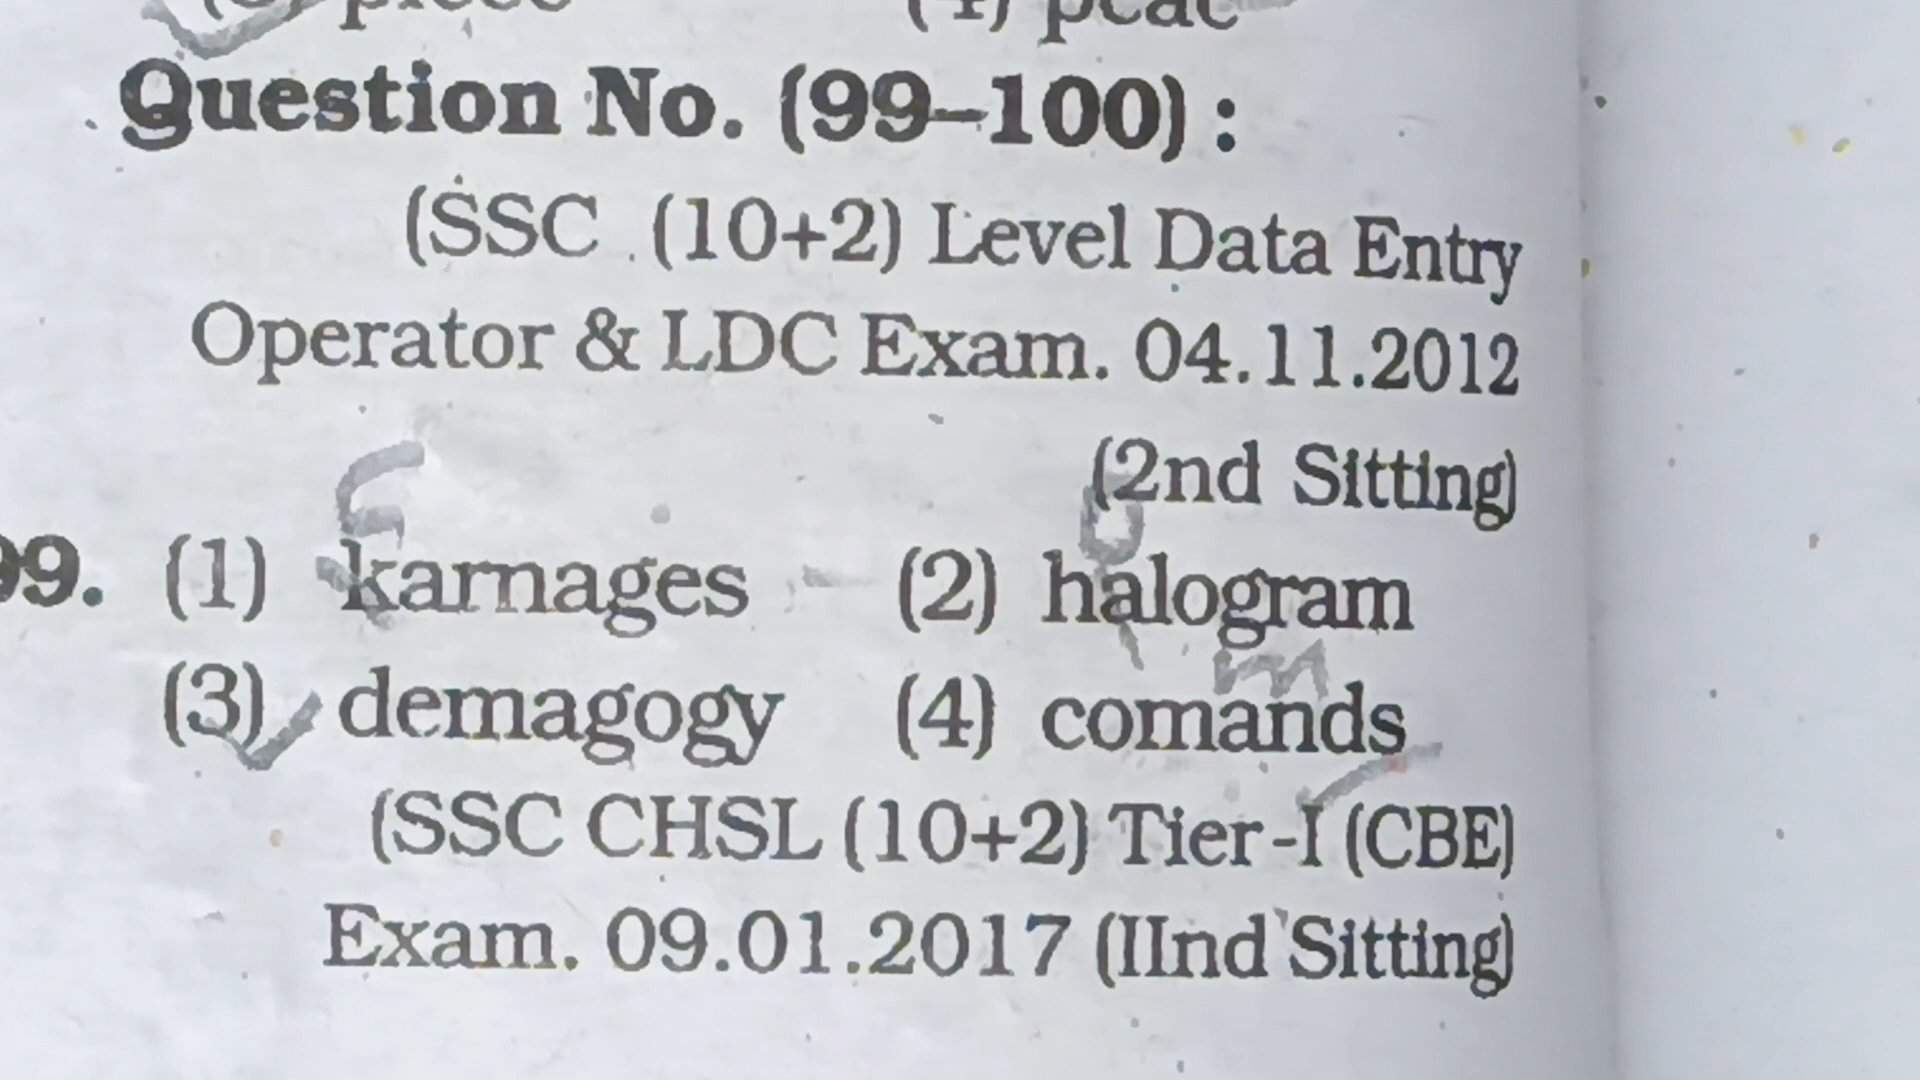 (4) peac
Question No. (99–100) :
(SSC (10+2) Level Data Entry
Operator & LDC Exam. 04.11.2012
(2nd Sitting)
99. (1) karnages (2) halogram
(3) demagogy (4) comands
(SSC CHSL (10+2) Tier-I (CBE)
Exam. 09.01.2017 (IInd Sitting)